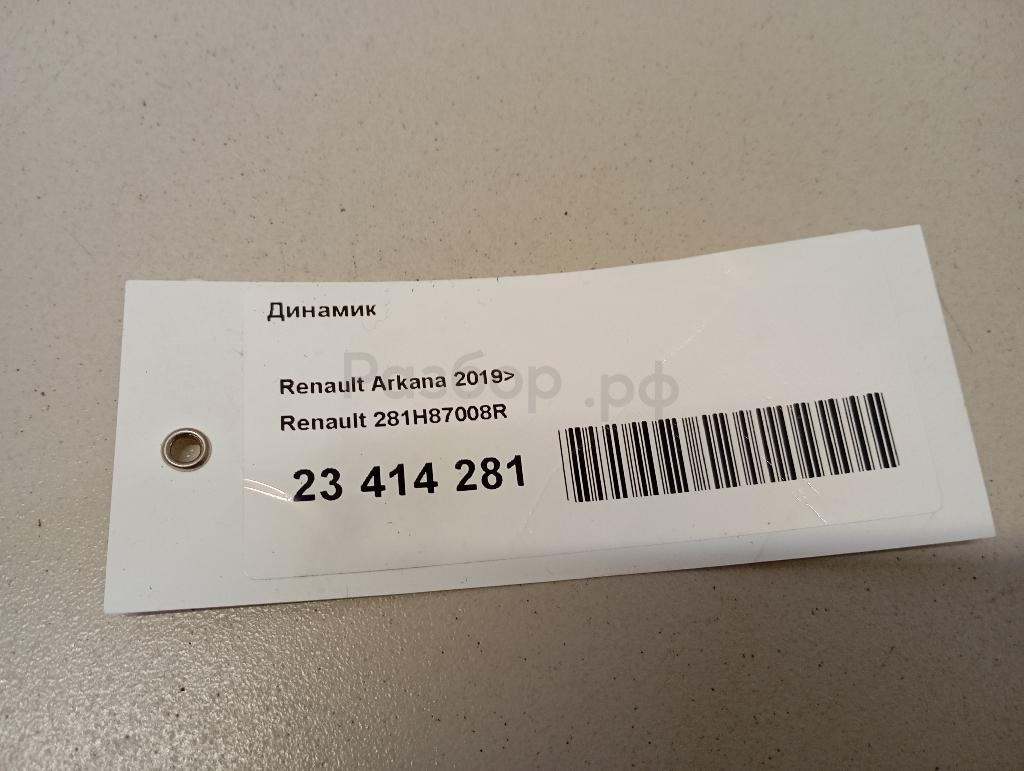 Динамик
Разбор.рф
Renault Arkana 2019>
Renault 281H87008R
23 414 281